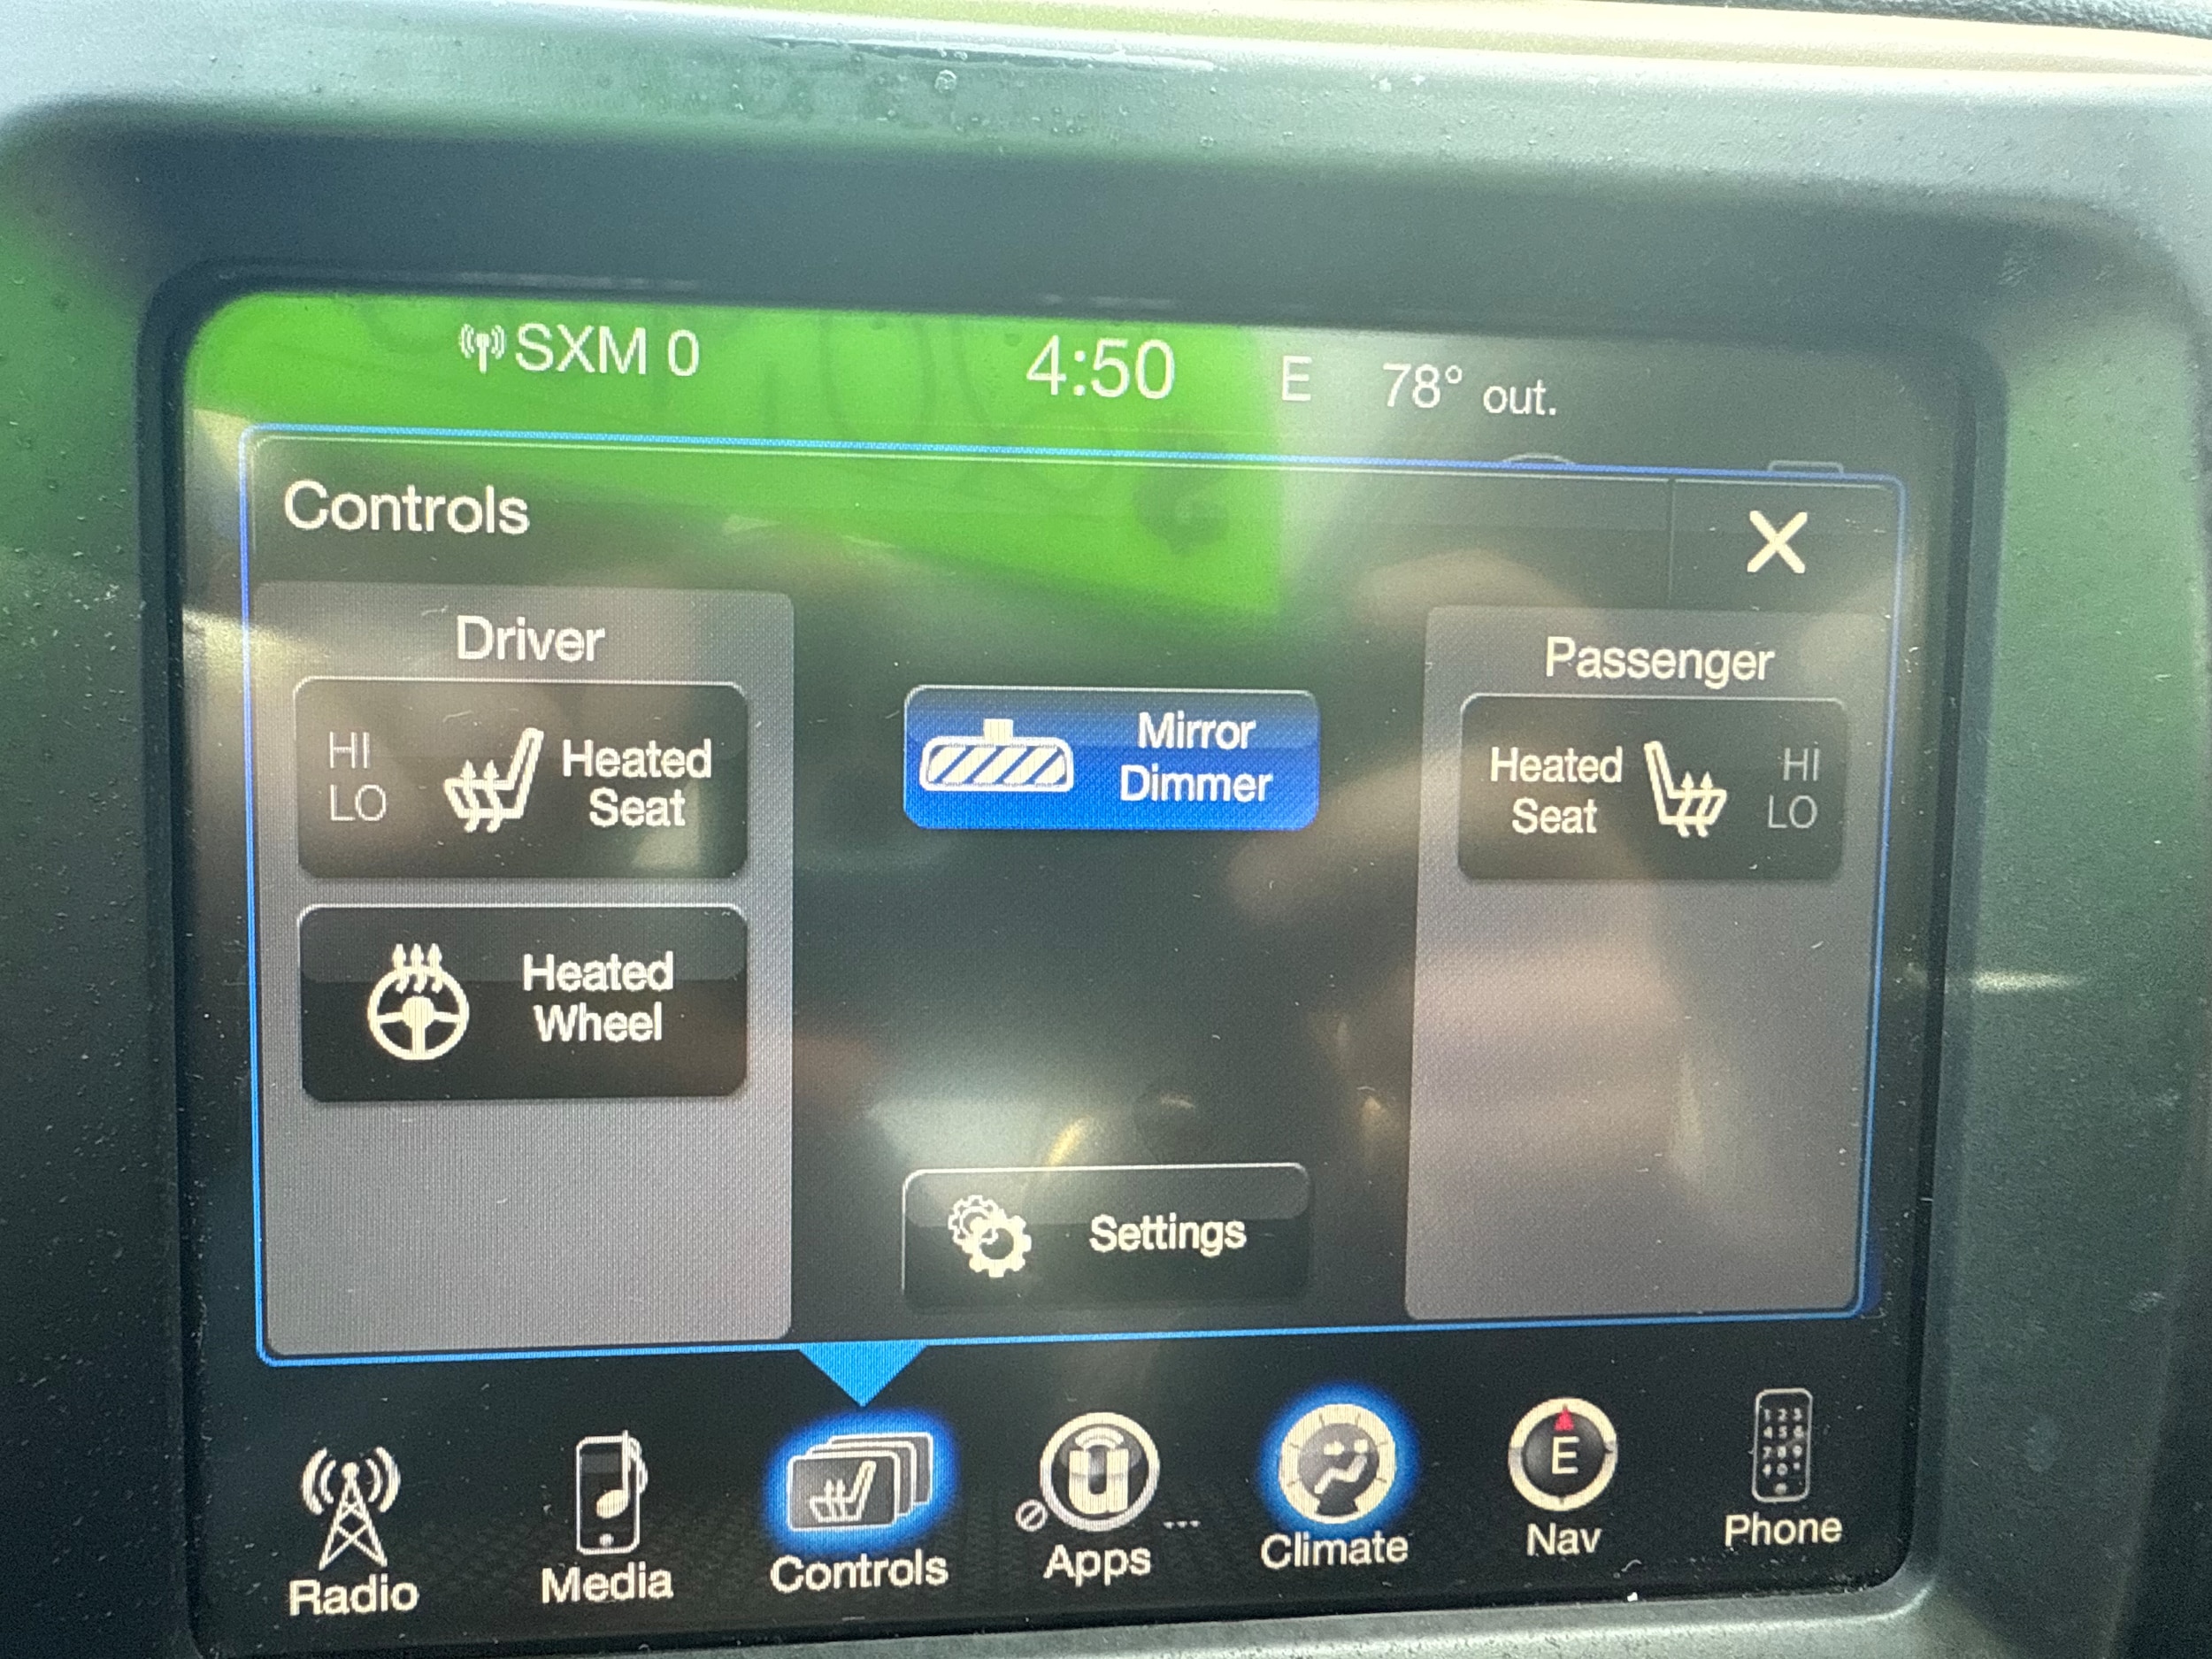 SXM 0
4:50
E
78° out.
Controls
X
Driver
Passenger
HI
LO
Heated
Seat
Mirror
Dimmer
Heated
Seat
HI
LO
Heated
Wheel
Settings
E
Radio
Media
Controls
Apps
...
Climate
Nav
Phone